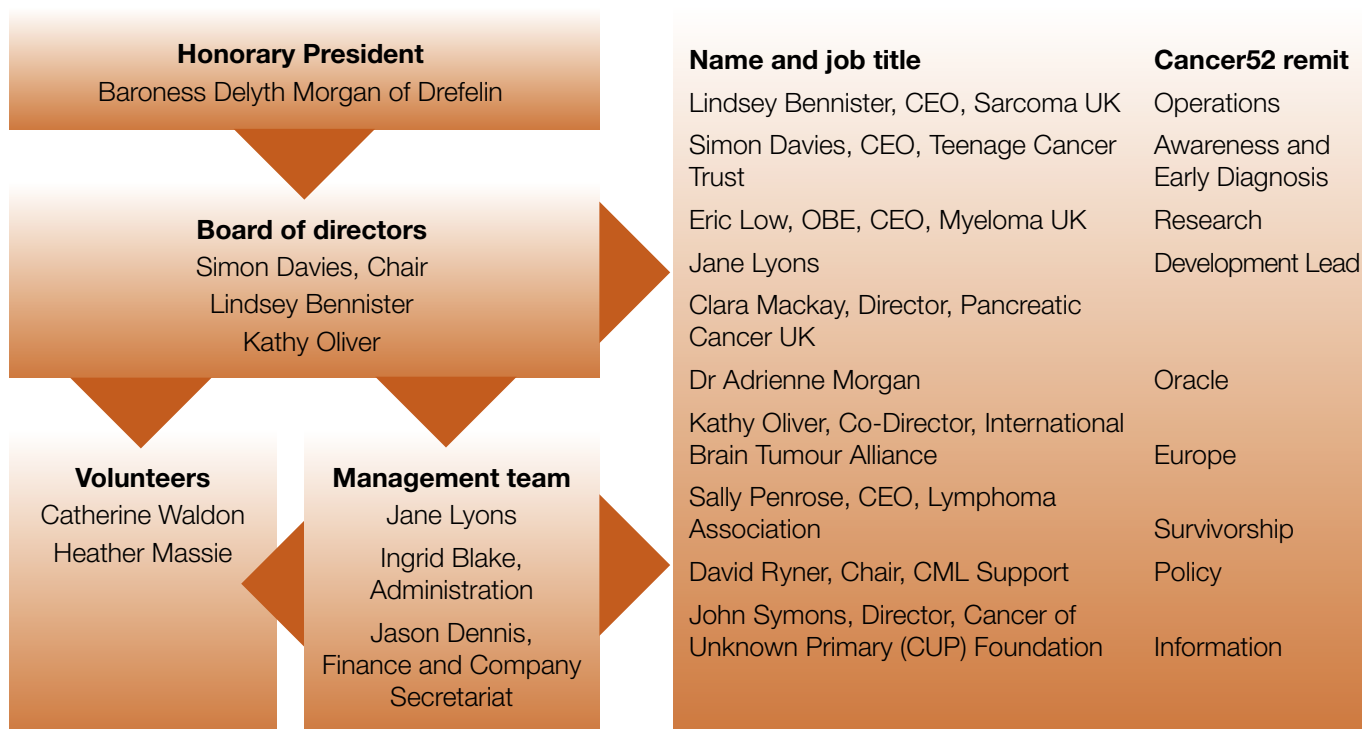 Honorary President
Baroness Delyth Morgan of Drefelin
Board of directors
Simon Davies, Chair
Lindsey Bennister
Kathy Oliver
Volunteers
Catherine Waldon
Heather Massie
Management team
Jane Lyons
Ingrid Blake,
Administration
Jason Dennis,
Finance and Company
Secretariat
Name and job title Cancer52 remit
Lindsey Bennister, CEO, Sarcoma UK Operations
Simon Davies, CEO, Teenage Cancer Awareness and
Trust Early Diagnosis
Eric Low, OBE, CEO, Myeloma UK Research
Jane Lyons Development Lead
Clara Mackay, Director, Pancreatic
Cancer UK
Dr Adrienne Morgan Oracle
Kathy Oliver, Co-Director, International
Brain Tumour Alliance Europe
Sally Penrose, CEO, Lymphoma
Association Survivorship
David Ryner, Chair, CML Support Policy
John Symons, Director, Cancer of
Unknown Primary (CUP) Foundation Information